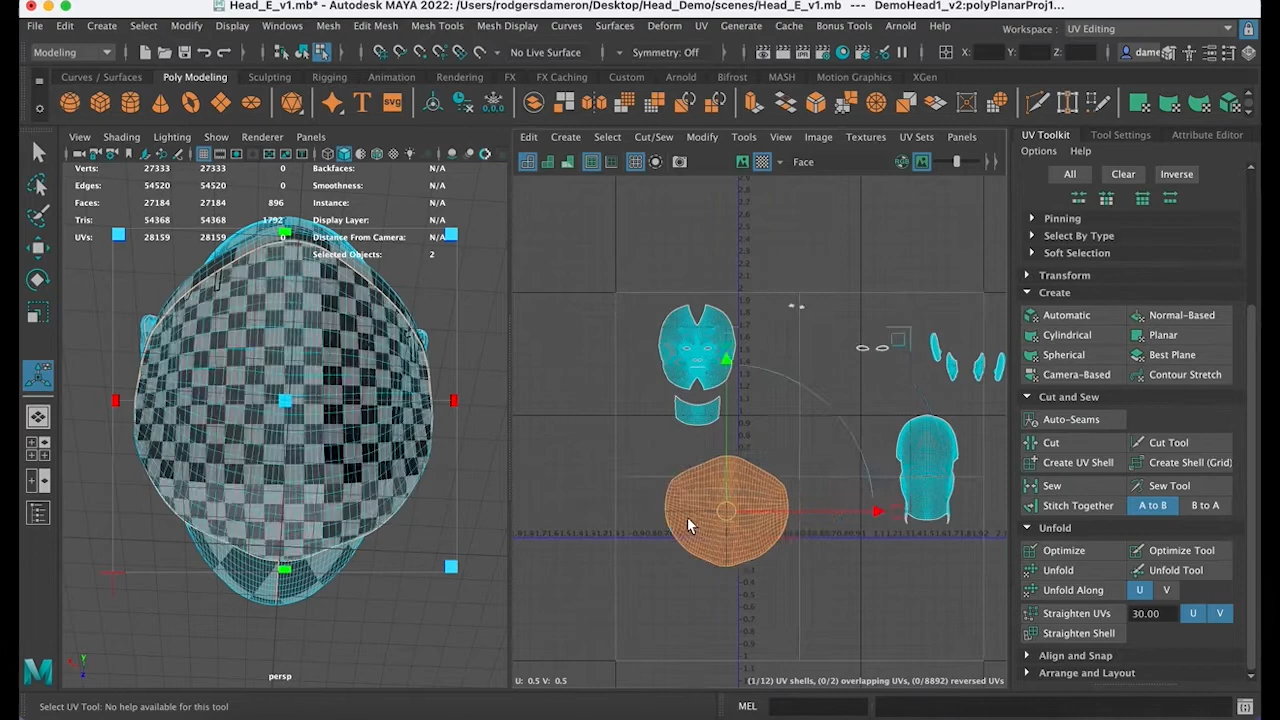 Head_E_v1.mb* - Autodesk MAYA 2022: /Users/rodgersdameron/Desktop/Head_Demo/scenes/Head_E_v1.mb --- DemoHead1_v2:polyPlanarProj1...
File Edit Create Select Modify Display Windows Mesh Edit Mesh Mesh Tools Mesh Display Curves Surfaces Deform UV Generate Cache Bonus Tools Arnold Help
Workspace : UV Editing
Modeling No Live Surface Symmetry: Off X: Y: Z: dame
Curves / Surfaces Poly Modeling Sculpting Rigging Animation Rendering FX FX Caching Custom Arnold Bifrost MASH Motion Graphics XGen
T svg 0,0,0
View Shading Lighting Show Renderer Panels
Verts: 27333 27333 0 Backfaces: N/A
Edges: 54520 54520 0 Smoothness: N/A
Faces: 27184 27184 896 Instance: N/A
Tris: 54368 54368 1792 Display Layer: N/A
UVs: 28159 28159 0 Distance From Camera: N/A
Selected Objects: 2
persp
Edit Create Select Cut/Sew Modify Tools View Image Textures UV Sets Panels
Face
U: 0.5 V: 0.5 (1/12) UV shells, (0/2) overlapping UVs, (0/8892) reversed UVs
UV Toolkit Tool Settings Attribute Editor
Options Help
All Clear Inverse
Pinning
Select By Type
Soft Selection
Transform
Create
Automatic Normal-Based
Cylindrical Planar
Spherical Best Plane
Camera-Based Contour Stretch
Cut and Sew
Auto-Seams
Cut Cut Tool
Create UV Shell Create Shell (Grid)
Sew Sew Tool
Stitch Together A to B B to A
Unfold
Optimize Optimize Tool
Unfold Unfold Tool
Unfold Along U V
Straighten UVs 30.00 U V
Straighten Shell
Align and Snap
Arrange and Layout
Select UV Tool: No help available for this tool
MEL